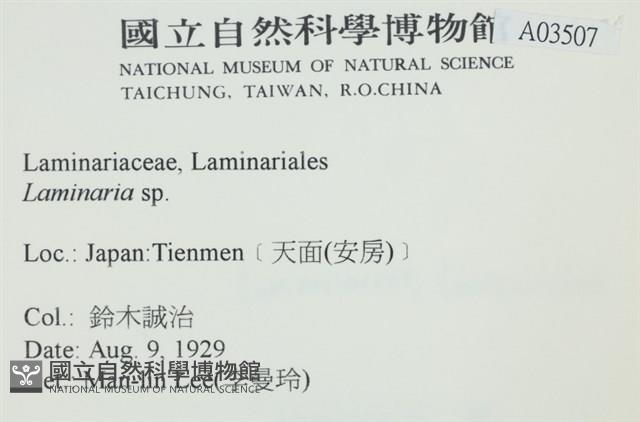 國立自然科學博物館
A03507
NATIONAL MUSEUM OF NATURAL SCIENCE
TAICHUNG, TAIWAN, R.O.CHINA
Laminariaceae, Laminariales
Laminaria sp.
Loc.: Japan:Tienmen﹝天面(安房)﹞
Col.: 鈴木誠治
Date: Aug. 9, 1929
國立自然科學博物館
Man-lin Lee(李曼玲)
NATIONAL MUSEUM OF NATURAL SCIENCE